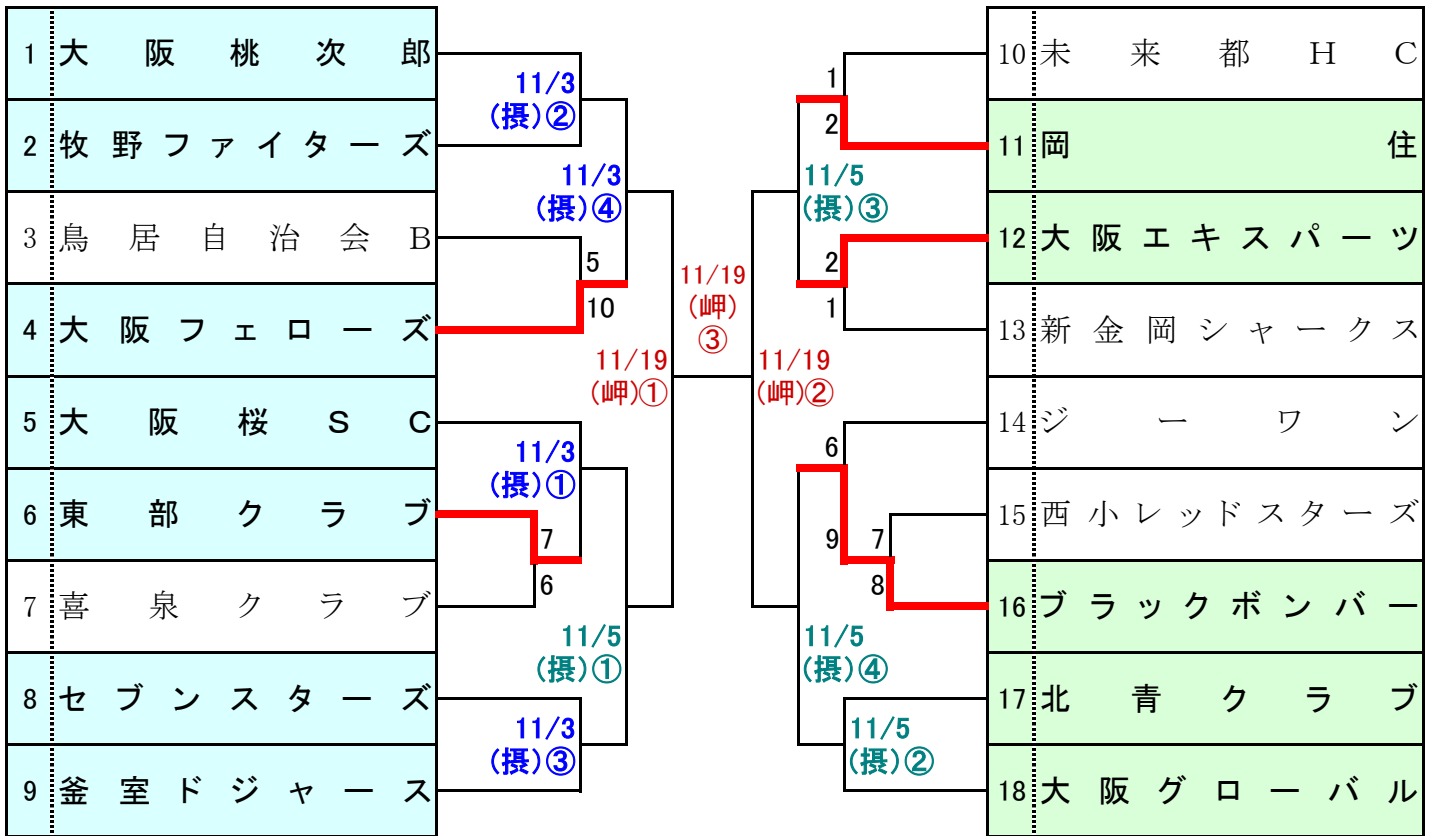 1 大阪桃次郎
2 牧野ファイターズ
3 鳥居自治会B
4 大阪フェローズ
5 大阪桜SC
6 東部クラブ
7 喜泉クラブ
8 セブンスターズ
9 釜室ドジャース
11/3
(摂)②
11/3
(摂)④
5
10
11/19
(岬)①
11/3
(摂)①
7
6
11/5
(摂)①
11/3
(摂)③
11/19
(岬)
③
11/19
(岬)②
1
2
11/5
(摂)③
2
1
6
9
7
8
11/5
(摂)④
11/5
(摂)②
10 未来都HC
11 岡住
12 大阪エキスパーツ
13 新金岡シャークス
14 ジーワン
15 西小レッドスターズ
16 ブラックボンバー
17 北青クラブ
18 大阪グローバル